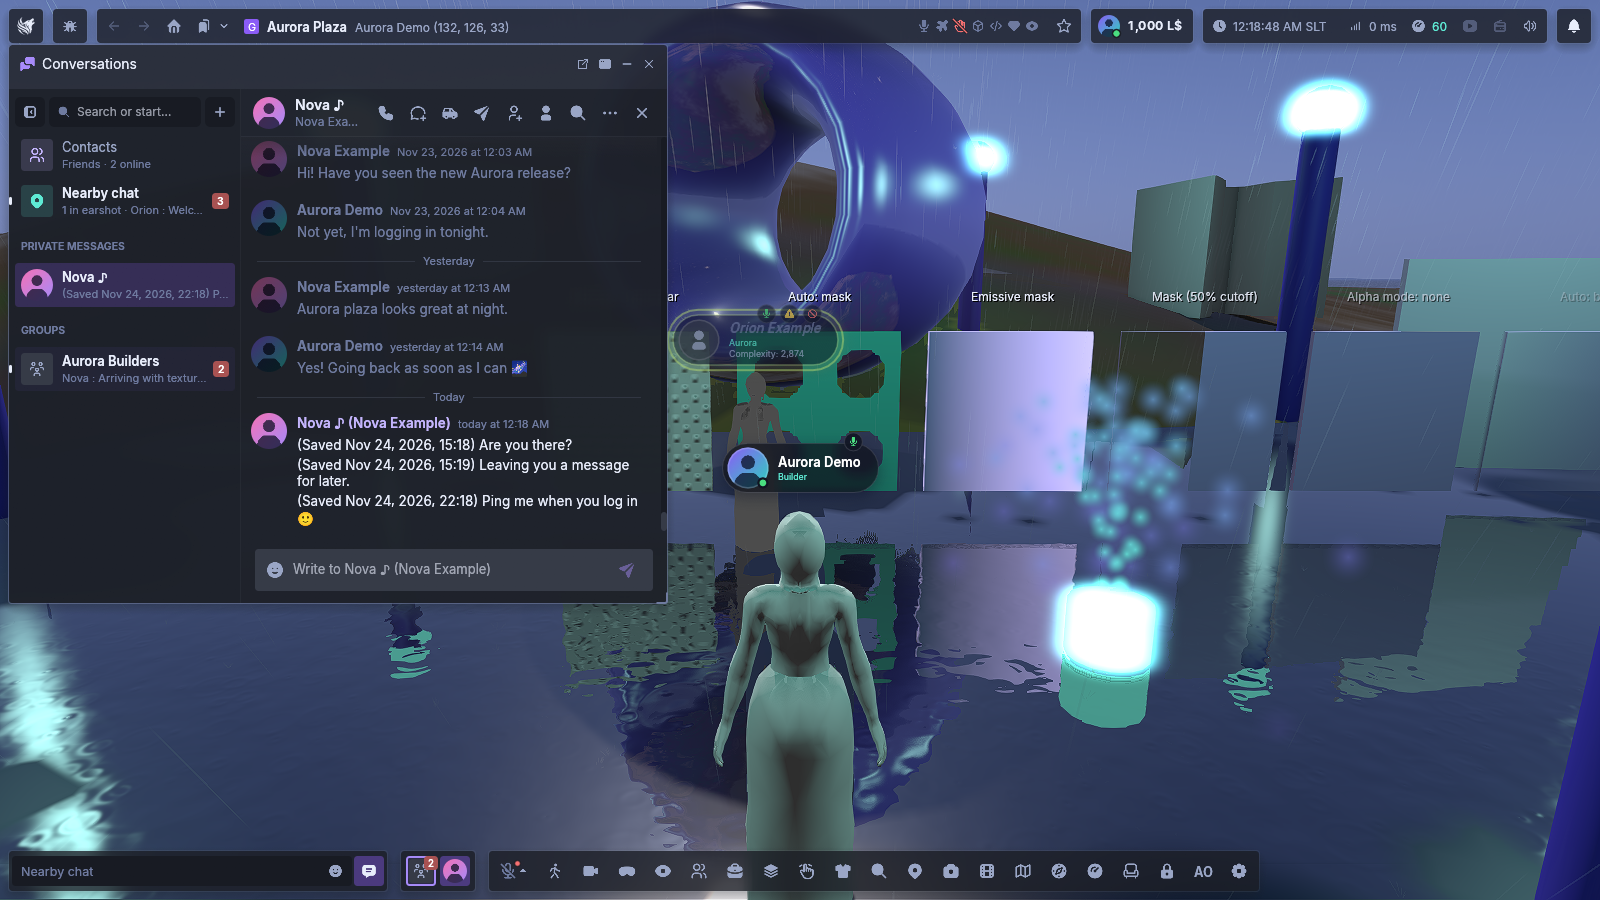 Aurora Plaza Aurora Demo (132, 126, 33)
1,000 L$
12:18:48 AM SLT
0 ms
60
Conversations
Search or start...
Contacts
Friends · 2 online
Nearby chat
1 in earshot · Orion : Welc...
3
PRIVATE MESSAGES
Nova ♪
(Saved Nov 24, 2026, 22:18) P...
GROUPS
Aurora Builders
Nova : Arriving with textur...
2
Nova ♪
Nova Exa...
Nova Example Nov 23, 2026 at 12:03 AM
Hi! Have you seen the new Aurora release?
Aurora Demo Nov 23, 2026 at 12:04 AM
Not yet, I'm logging in tonight.
Yesterday
Nova Example yesterday at 12:13 AM
Aurora plaza looks great at night.
Aurora Demo yesterday at 12:14 AM
Yes! Going back as soon as I can 🌌
Today
Nova ♪ (Nova Example) today at 12:18 AM
(Saved Nov 24, 2026, 15:18) Are you there?
(Saved Nov 24, 2026, 15:19) Leaving you a message
for later.
(Saved Nov 24, 2026, 22:18) Ping me when you log in
🙂
Write to Nova ♪ (Nova Example)
ar
Auto: mask
Emissive mask
Mask (50% cutoff)
Alpha mode: none
Auto: b
Orion Example
Aurora
Complexity: 2,874
Aurora Demo
Builder
Nearby chat
2
AO